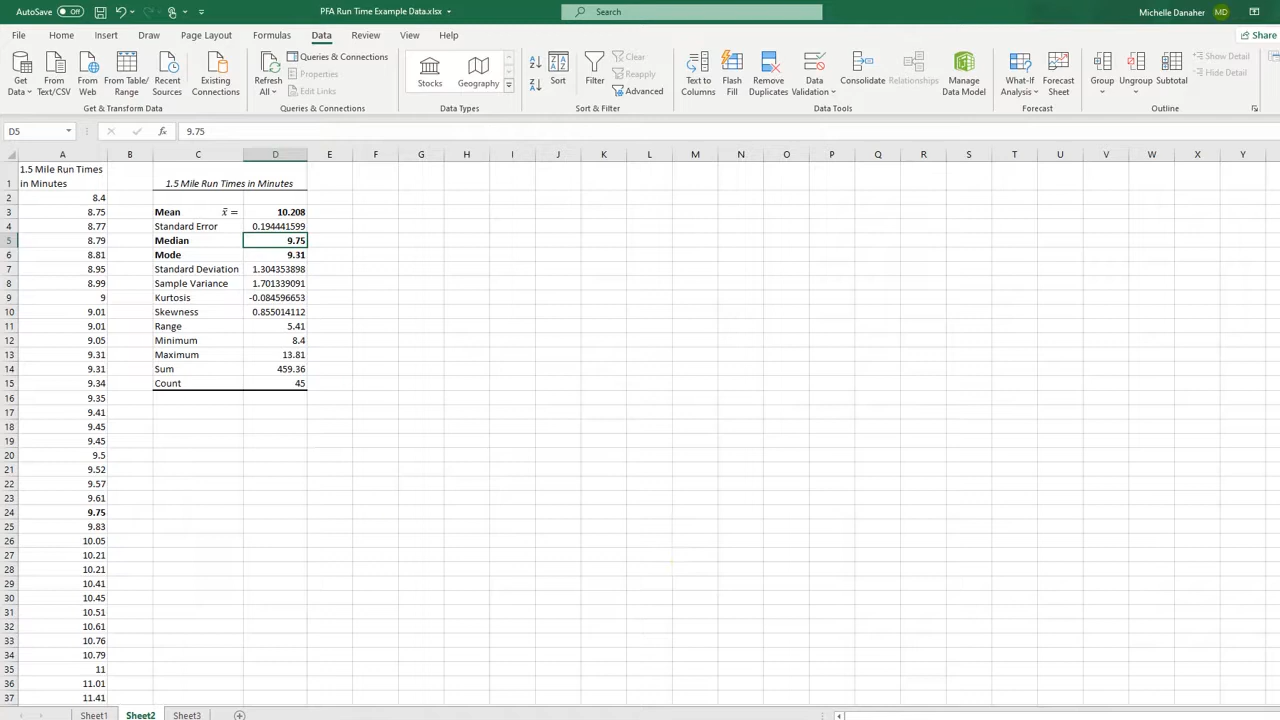 AutoSave Off PFA Run Time Example Data.xlsx Search Michelle Danaher MD
File Home Insert Draw Page Layout Formulas Data Review View Help Share
Get Data From Text/CSV From Web From Table/ Range Recent Sources Existing Connections Refresh All Queries & Connections Properties Edit Links Stocks Geography Sort Filter Clear Reapply Advanced Text to Columns Flash Fill Remove Duplicates Data Validation Consolidate Relationships Manage Data Model What-If Analysis Forecast Sheet Group Ungroup Subtotal Show Detail Hide Detail
Get & Transform Data Queries & Connections Data Types Sort & Filter Data Tools Forecast Outline
D5 fx 9.75
A B C D E F G H I J K L M N O P Q R S T U V W X Y
1.5 Mile Run Times
1 in Minutes 1.5 Mile Run Times in Minutes
2 8.4
3 8.75 Mean x̄ = 10.208
4 8.77 Standard Error 0.194441599
5 8.79 Median 9.75
6 8.81 Mode 9.31
7 8.95 Standard Deviation 1.304353898
8 8.99 Sample Variance 1.701339091
9 9 Kurtosis -0.084596653
10 9.01 Skewness 0.855014112
11 9.01 Range 5.41
12 9.05 Minimum 8.4
13 9.31 Maximum 13.81
14 9.31 Sum 459.36
15 9.34 Count 45
16 9.35
17 9.41
18 9.45
19 9.45
20 9.5
21 9.52
22 9.57
23 9.61
24 9.75
25 9.83
26 10.05
27 10.21
28 10.21
29 10.41
30 10.45
31 10.51
32 10.61
33 10.76
34 10.79
35 11
36 11.01
37 11.41
Sheet1 Sheet2 Sheet3